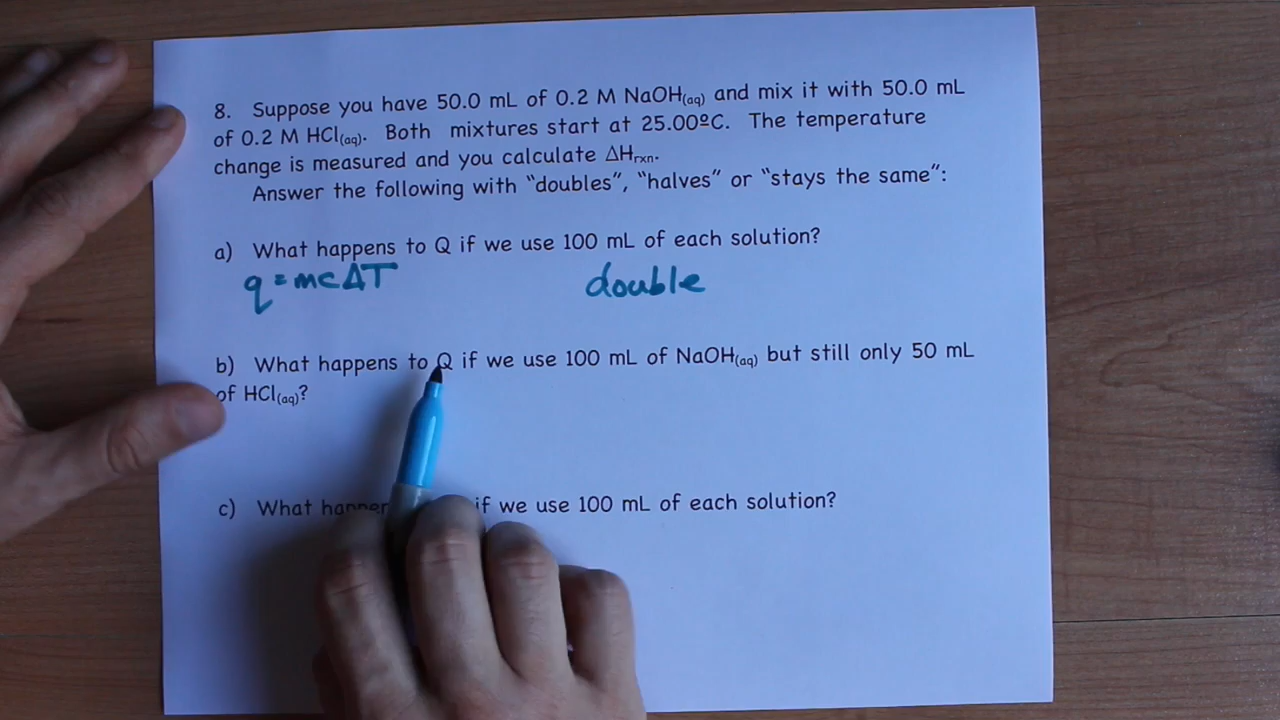 8. Suppose you have 50.0 mL of 0.2 M NaOH(aq) and mix it with 50.0 mL
of 0.2 M HCl(aq). Both mixtures start at 25.00ºC. The temperature
change is measured and you calculate ΔHrxn.
Answer the following with “doubles”, “halves” or “stays the same”:
a) What happens to Q if we use 100 mL of each solution?
q = mcΔT double
b) What happens to Q if we use 100 mL of NaOH(aq) but still only 50 mL
of HCl(aq)?
c) What if we use 100 mL of each solution?